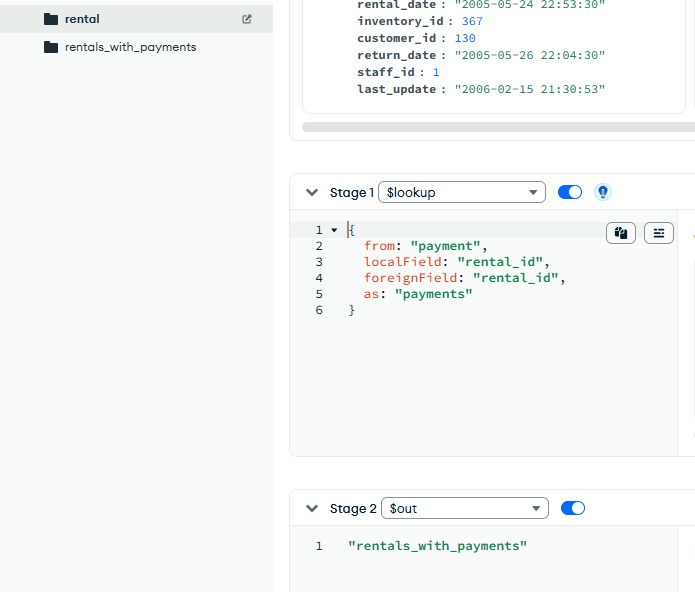 rental
rentals_with_payments
rental_date : "2005-05-24 22:53:30"
inventory_id : 367
customer_id : 130
return_date : "2005-05-26 22:04:30"
staff_id : 1
last_update : "2006-02-15 21:30:53"
Stage 1 $lookup
1 {
2 from: "payment",
3 localField: "rental_id",
4 foreignField: "rental_id",
5 as: "payments"
6 }
Stage 2 $out
1 "rentals_with_payments"